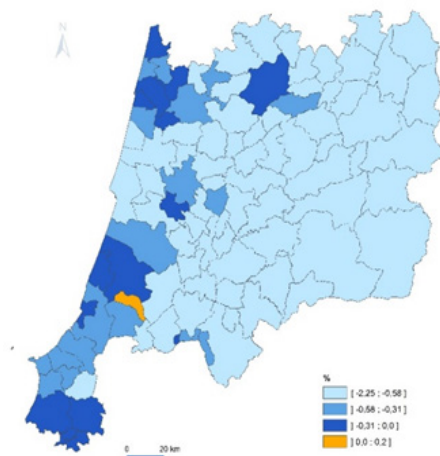 N
%
[ -2,25 ; -0,58 ]
] -0,58 ; -0,31 ]
] -0,31 ; 0,0 ]
] 0,0 ; 0,2 ]
0 20 km